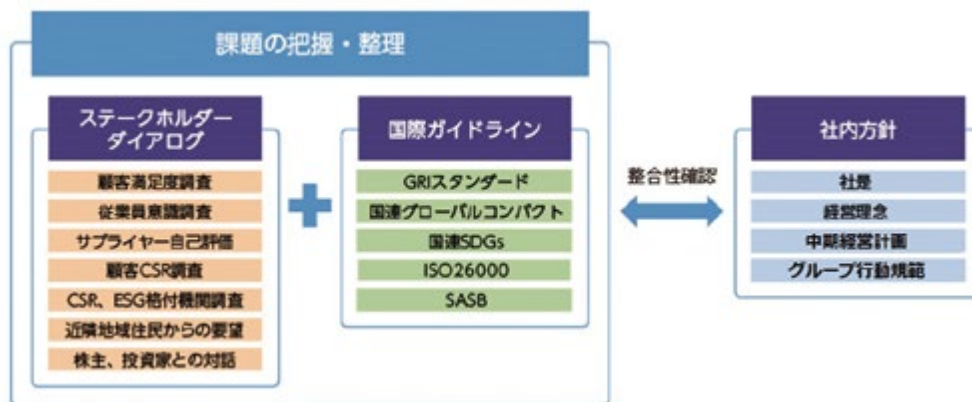 課題の把握・整理
ステークホルダー
ダイアログ
顧客満足度調査
従業員意識調査
サプライヤー自己評価
顧客CSR調査
CSR、ESG格付機関調査
近隣地域住民からの要望
株主、投資家との対話
国際ガイドライン
GRIスタンダード
国連グローバルコンパクト
国連SDGs
ISO26000
SASB
整合性確認
社内方針
社是
経営理念
中期経営計画
グループ行動規範